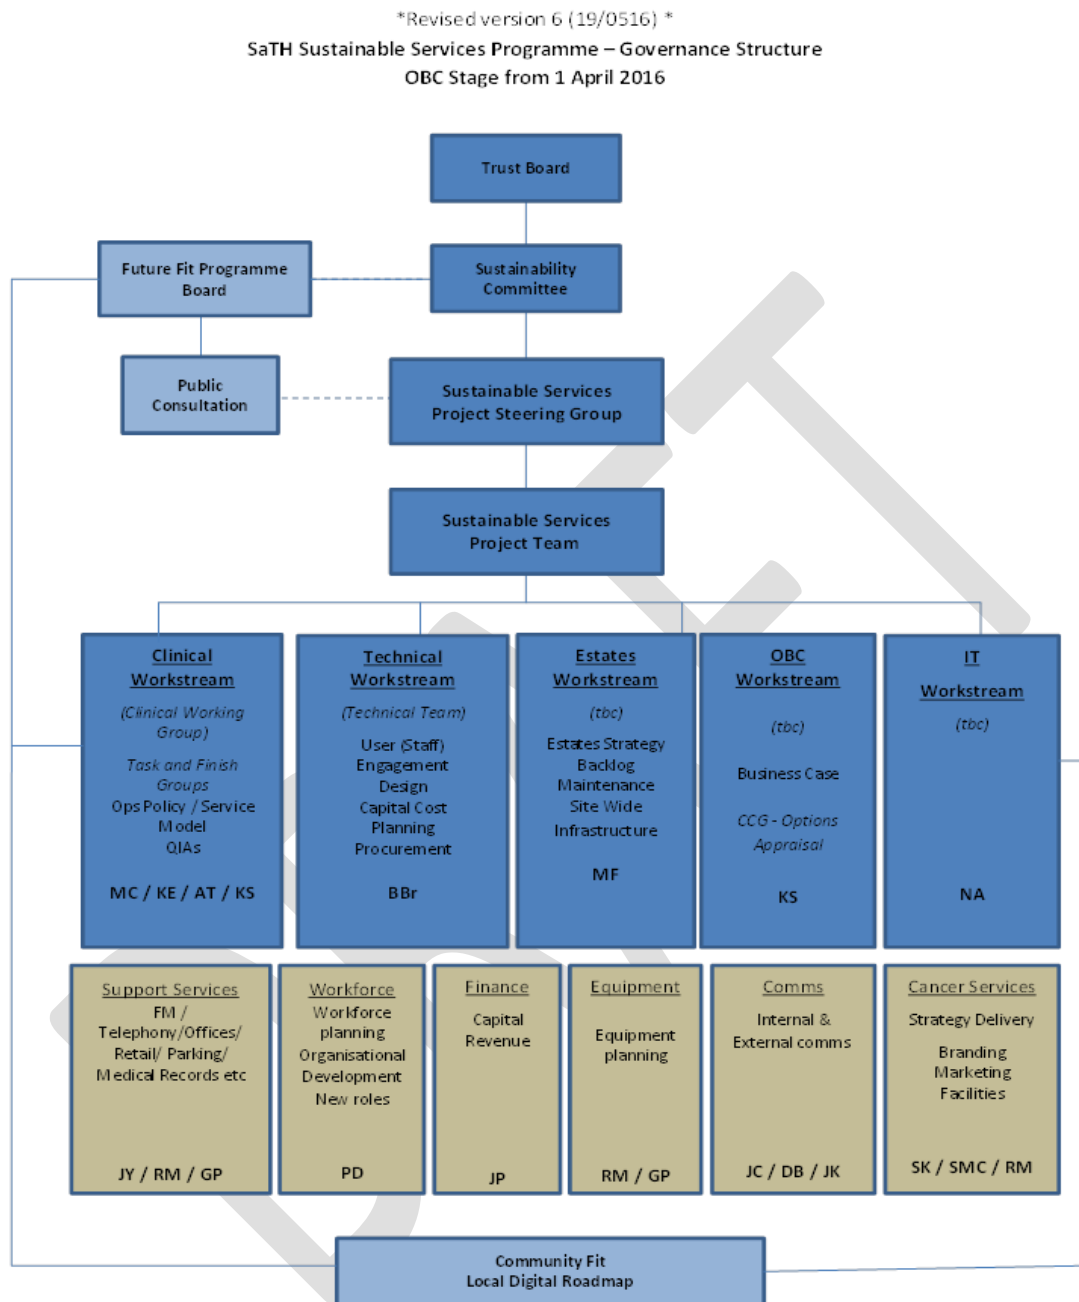 *Revised version 6 (19/0516) *
SaTH Sustainable Services Programme – Governance Structure
OBC Stage from 1 April 2016
Trust Board
Future Fit Programme
Board
Sustainability
Committee
Public
Consultation
Sustainable Services
Project Steering Group
Sustainable Services
Project Team
Clinical
Workstream
(Clinical Working
Group)
Task and Finish
Groups
Ops Policy / Service
Model
QIAs
MC / KE / AT / KS
Technical
Workstream
(Technical Team)
User (Staff)
Engagement
Design
Capital Cost
Planning
Procurement
BBr
Estates
Workstream
(tbc)
Estates Strategy
Backlog
Maintenance
Site Wide
Infrastructure
MF
OBC
Workstream
(tbc)
Business Case
CCG - Options
Appraisal
KS
IT
Workstream
(tbc)
NA
Support Services
FM /
Telephony/Offices/
Retail/ Parking/
Medical Records etc
JY / RM / GP
Workforce
Workforce
planning
Organisational
Development
New roles
PD
Finance
Capital
Revenue
JP
Equipment
Equipment
planning
RM / GP
Comms
Internal &
External comms
JC / DB / JK
Cancer Services
Strategy Delivery
Branding
Marketing
Facilities
SK / SMC / RM
Community Fit
Local Digital Roadmap
DRAFT